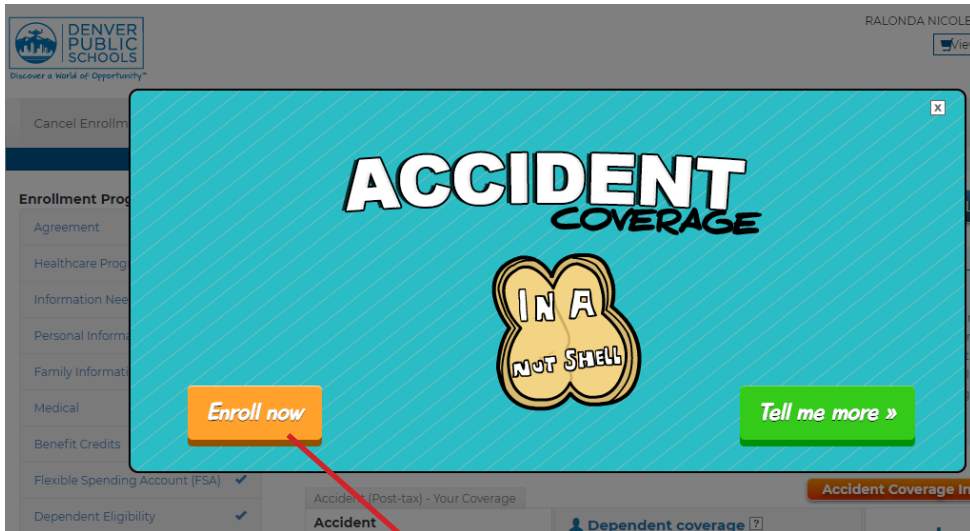 DENVER
PUBLIC
SCHOOLS
Discover a World of Opportunity™
RALONDA NICOLE
View
Cancel Enrollm
x
ACCIDENT
COVERAGE
IN A
NUT SHELL
Enroll now
Tell me more »
Enrollment Prog
Agreement
Healthcare Progr
Information Nee
Personal Informa
Family Informati
Medical
Benefit Credits
Flexible Spending Account (FSA)
Dependent Eligibility
Accident (Post-tax) - Your Coverage
Accident Coverage In
Accident
Dependent coverage ?